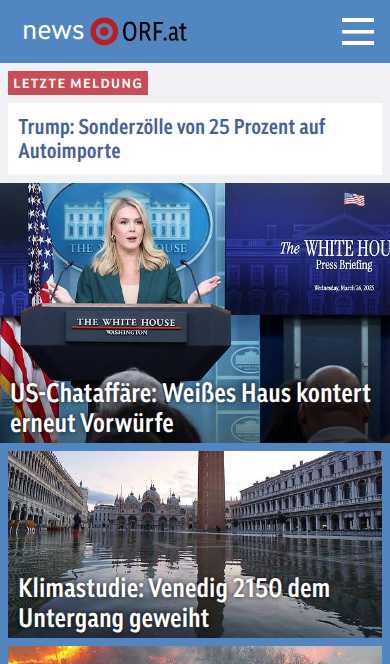 news ORF.at
LETZTE MELDUNG
Trump: Sonderzölle von 25 Prozent auf
Autoimporte
The WHITE HOU
Press Briefing
Wednesday, March 26, 2025
THE WHITE HOUSE
WASHINGTON
US-Chataffäre: Weißes Haus kontert
erneut Vorwürfe
Klimastudie: Venedig 2150 dem
Untergang geweiht